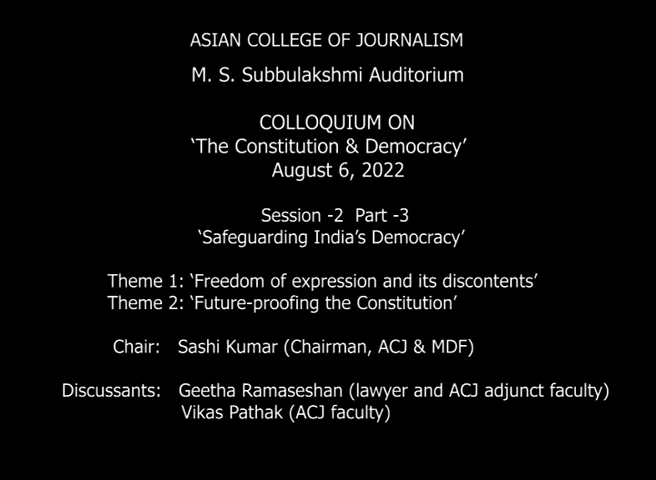 ASIAN COLLEGE OF JOURNALISM
M. S. Subbulakshmi Auditorium
COLLOQUIUM ON
‘The Constitution & Democracy’
August 6, 2022
Session -2 Part -3
‘Safeguarding India’s Democracy’
Theme 1: ‘Freedom of expression and its discontents’
Theme 2: ‘Future-proofing the Constitution’
Chair: Sashi Kumar (Chairman, ACJ & MDF)
Discussants: Geetha Ramaseshan (lawyer and ACJ adjunct faculty)
Vikas Pathak (ACJ faculty)